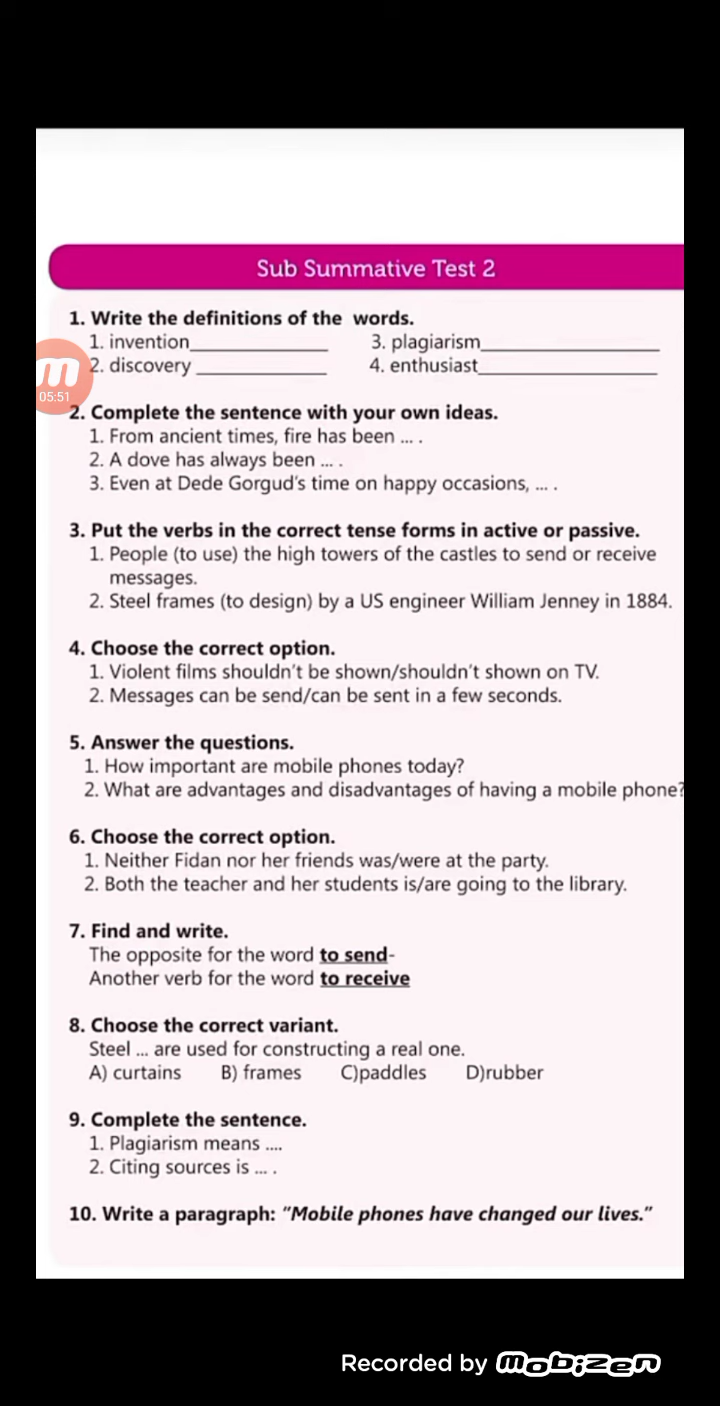 Sub Summative Test 2
1. Write the definitions of the words.
1. invention____________ 3. plagiarism________________
2. discovery ___________ 4. enthusiast________________
05:51
2. Complete the sentence with your own ideas.
1. From ancient times, fire has been ... .
2. A dove has always been ... .
3. Even at Dede Gorgud's time on happy occasions, ... .
3. Put the verbs in the correct tense forms in active or passive.
1. People (to use) the high towers of the castles to send or receive
messages.
2. Steel frames (to design) by a US engineer William Jenney in 1884.
4. Choose the correct option.
1. Violent films shouldn't be shown/shouldn't shown on TV.
2. Messages can be send/can be sent in a few seconds.
5. Answer the questions.
1. How important are mobile phones today?
2. What are advantages and disadvantages of having a mobile phone?
6. Choose the correct option.
1. Neither Fidan nor her friends was/were at the party.
2. Both the teacher and her students is/are going to the library.
7. Find and write.
The opposite for the word to send-
Another verb for the word to receive
8. Choose the correct variant.
Steel ... are used for constructing a real one.
A) curtains B) frames C)paddles D)rubber
9. Complete the sentence.
1. Plagiarism means ....
2. Citing sources is ... .
10. Write a paragraph: "Mobile phones have changed our lives."
Recorded by mobizen